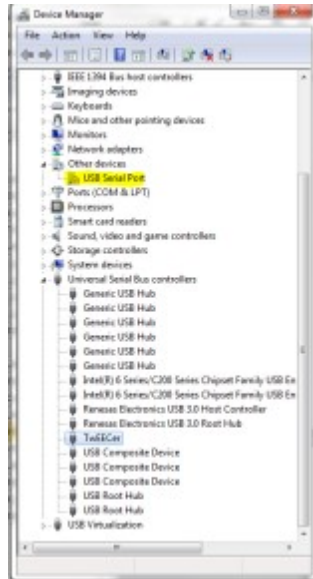 Device Manager
File Action View Help
IEEE 1394 Bus host controllers
Imaging devices
Keyboards
Mice and other pointing devices
Monitors
Network adapters
Other devices
USB Serial Port
Ports (COM & LPT)
Processors
Smart card readers
Sound, video and game controllers
Storage controllers
System devices
Universal Serial Bus controllers
Generic USB Hub
Generic USB Hub
Generic USB Hub
Generic USB Hub
Generic USB Hub
Generic USB Hub
Intel(R) 6 Series/C200 Series Chipset Family USB En
Intel(R) 6 Series/C200 Series Chipset Family USB En
Renesas Electronics USB 3.0 Host Controller
Renesas Electronics USB 3.0 Root Hub
TwEECer
USB Composite Device
USB Composite Device
USB Composite Device
USB Root Hub
USB Root Hub
USB Virtualization